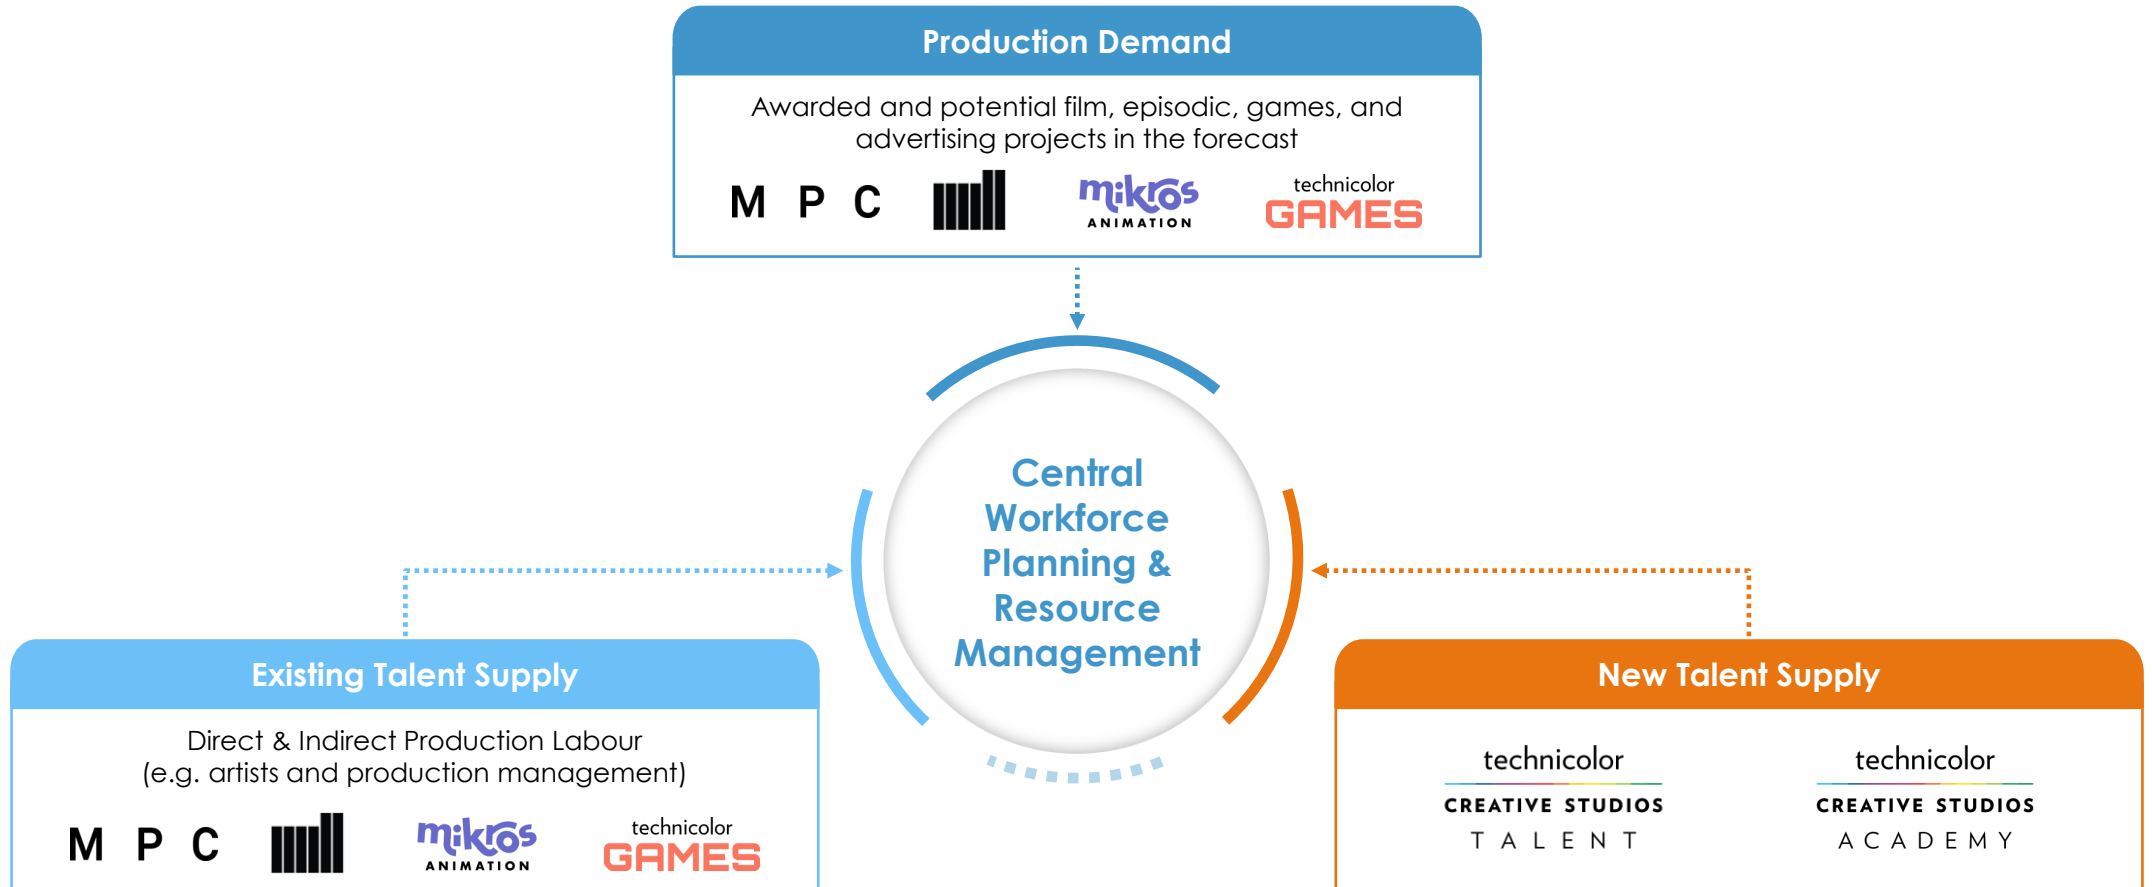 Production Demand
Awarded and potential film, episodic, games, and
advertising projects in the forecast
M P C
mikros
ANIMATION
technicolor
GAMES
Central
Workforce
Planning &
Resource
Management
Existing Talent Supply
Direct & Indirect Production Labour
(e.g. artists and production management)
M P C
mikros
ANIMATION
technicolor
GAMES
New Talent Supply
technicolor
CREATIVE STUDIOS
TALENT
technicolor
CREATIVE STUDIOS
ACADEMY